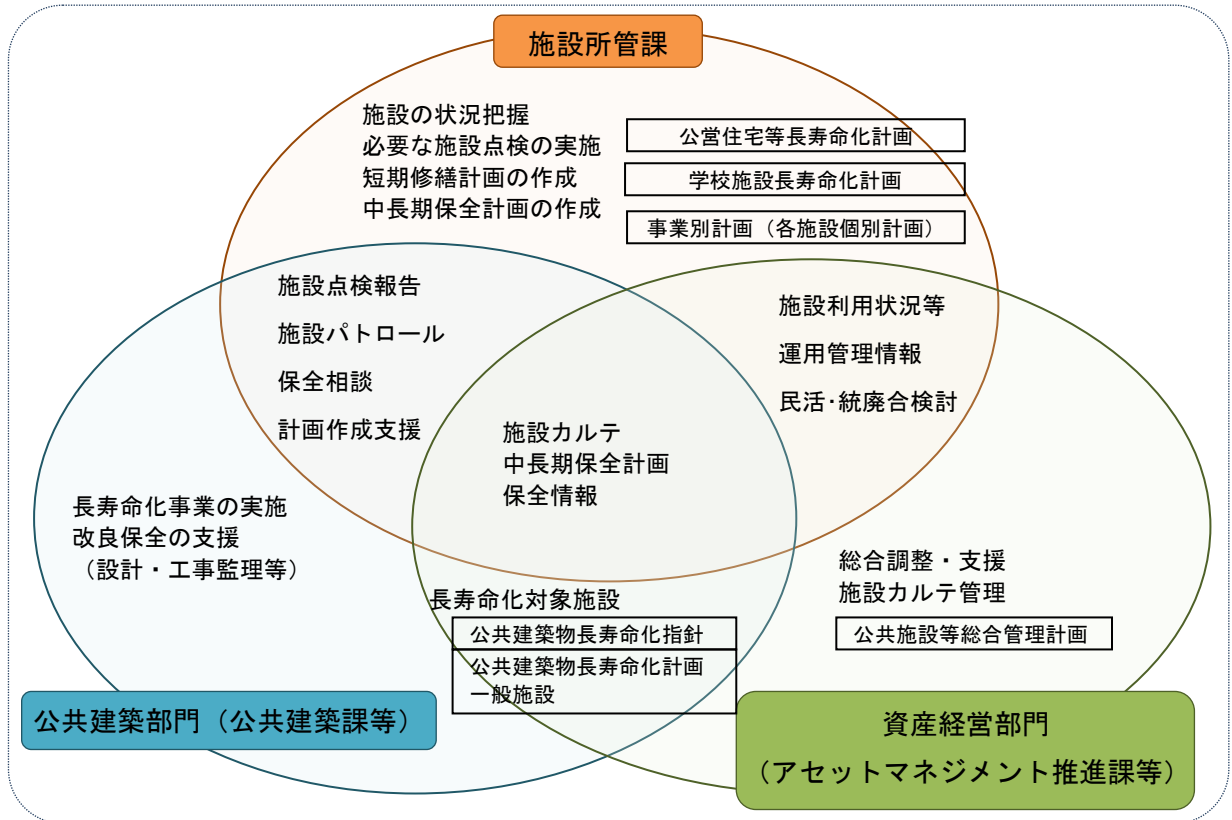 施設所管課
施設の状況把握
必要な施設点検の実施
短期修繕計画の作成
中長期保全計画の作成
公営住宅等長寿命化計画
学校施設長寿命化計画
事業別計画（各施設個別計画）
施設点検報告
施設パトロール
保全相談
計画作成支援
施設利用状況等
運用管理情報
民活・統廃合検討
施設カルテ
中長期保全計画
保全情報
長寿命化事業の実施
改良保全の支援
（設計・工事監理等）
総合調整・支援
施設カルテ管理
公共施設等総合管理計画
長寿命化対象施設
公共建築物長寿命化指針
公共建築物長寿命化計画
一般施設
公共建築部門（公共建築課等）
資産経営部門
（アセットマネジメント推進課等）